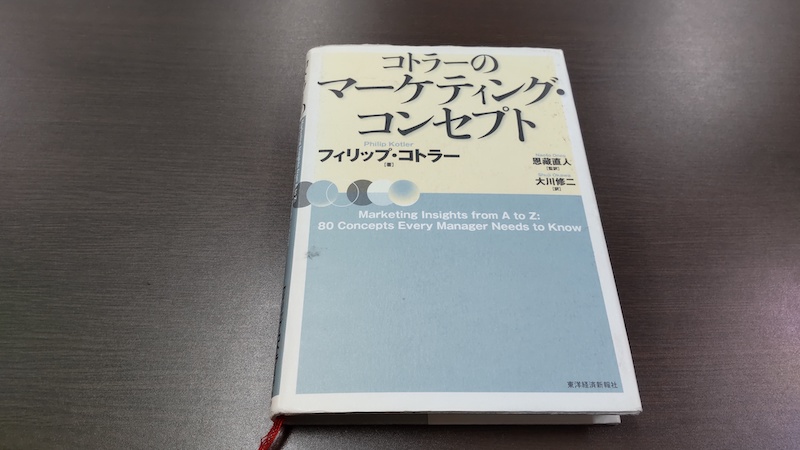 コトラーの
マーケティング・
コンセプト
Philip Kotler
フィリップ・コトラー
[著]
恩藏直人
[監訳]
大川修二
[訳]
Marketing Insights from A to Z:
80 Concepts Every Manager Needs to Know
東洋経済新報社